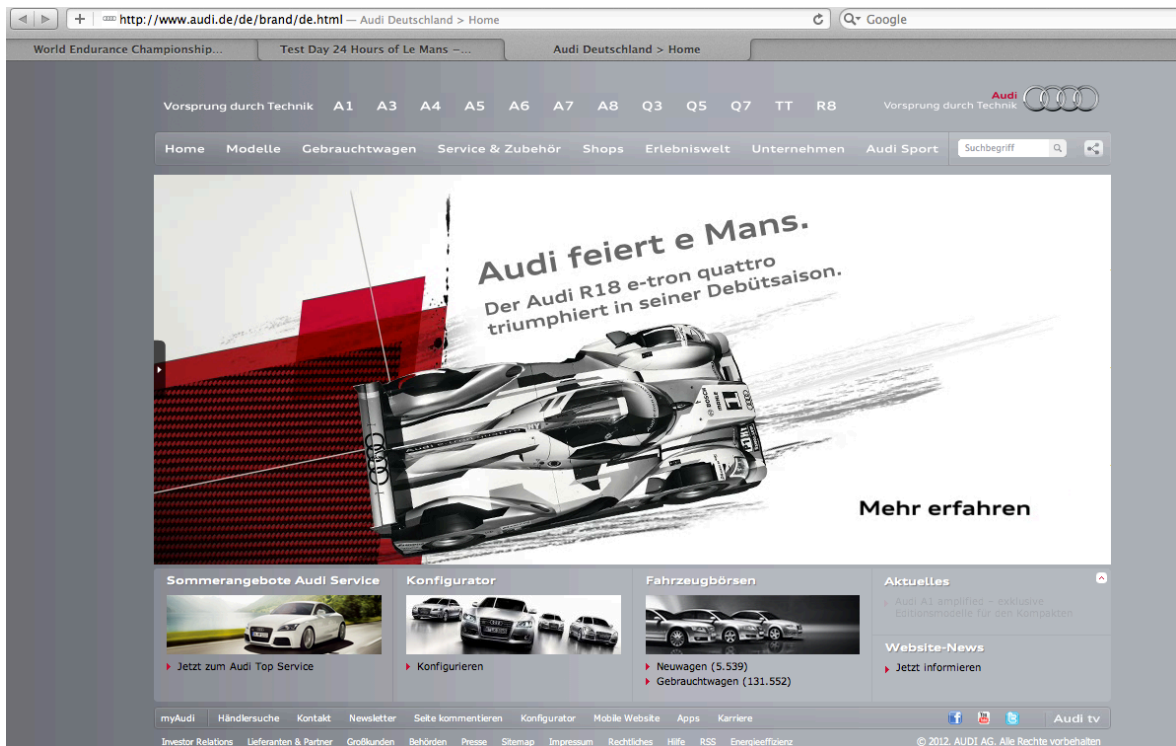 http://www.audi.de/de/brand/de.html — Audi Deutschland > Home
Google
World Endurance Championship...
Test Day 24 Hours of Le Mans –...
Audi Deutschland > Home
Vorsprung durch Technik A1 A3 A4 A5 A6 A7 A8 Q3 Q5 Q7 TT R8
Audi
Vorsprung durch Technik
Home Modelle Gebrauchtwagen Service & Zubehör Shops Erlebniswelt Unternehmen Audi Sport
Suchbegriff
Audi feiert e Mans.
Der Audi R18 e-tron quattro
triumphiert in seiner Debütsaison.
BOSCH
1
Mehr erfahren
Sommerangebote Audi Service
Jetzt zum Audi Top Service
Konfigurator
Konfigurieren
Fahrzeugbörsen
Neuwagen (5.539)
Gebrauchtwagen (131.552)
Aktuelles
Audi A1 amplified – exklusive
Editionsmodelle für den Kompakten
Website-News
Jetzt informieren
myAudi Händlersuche Kontakt Newsletter Seite kommentieren Konfigurator Mobile Website Apps Karriere
Audi tv
Investor Relations Lieferanten & Partner Großkunden Behörden Presse Sitemap Impressum Rechtliches Hilfe RSS Energieeffizienz
© 2012. AUDI AG. Alle Rechte vorbehalten